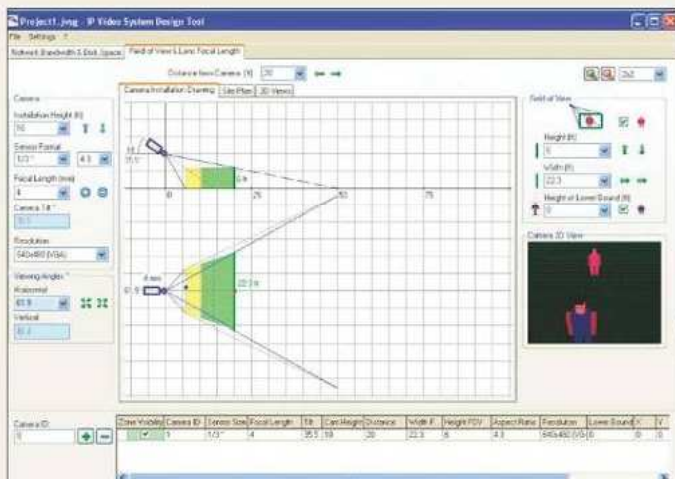 Project1.jvng - IP Video System Design Tool
File Settings ?
Network Bandwidth & Disk Space Field of View & Lens Focal Length
Distance from Camera (ft) 20 2x2
Camera Installation Drawing Site Plan 3D Views
Camera
Installation Height (ft)
10
Sensor Format
1/3 " 4:3
Focal Length (mm)
4
Camera Tilt °
Resolution
640x480 (VGA)
Viewing Angles °
Horizontal
61.9
Vertical
6 ft
0 25 50 75
4 mm
61.9
22.3 ft
Field of View
Height (ft)
6
Width (ft)
22.3
Height of Lower Bound (ft)
0
Camera 3D View
Camera ID
Zone Visibility Camera ID Sensor Size Focal Length Tilt Cam.Height Distance Width F. Height FOV Aspect Ratio Resolution Lower Bound X Y
1 1/3 " 4 35.5 10 20 22.3 6 4:3 640x480 (VG 0 0 0